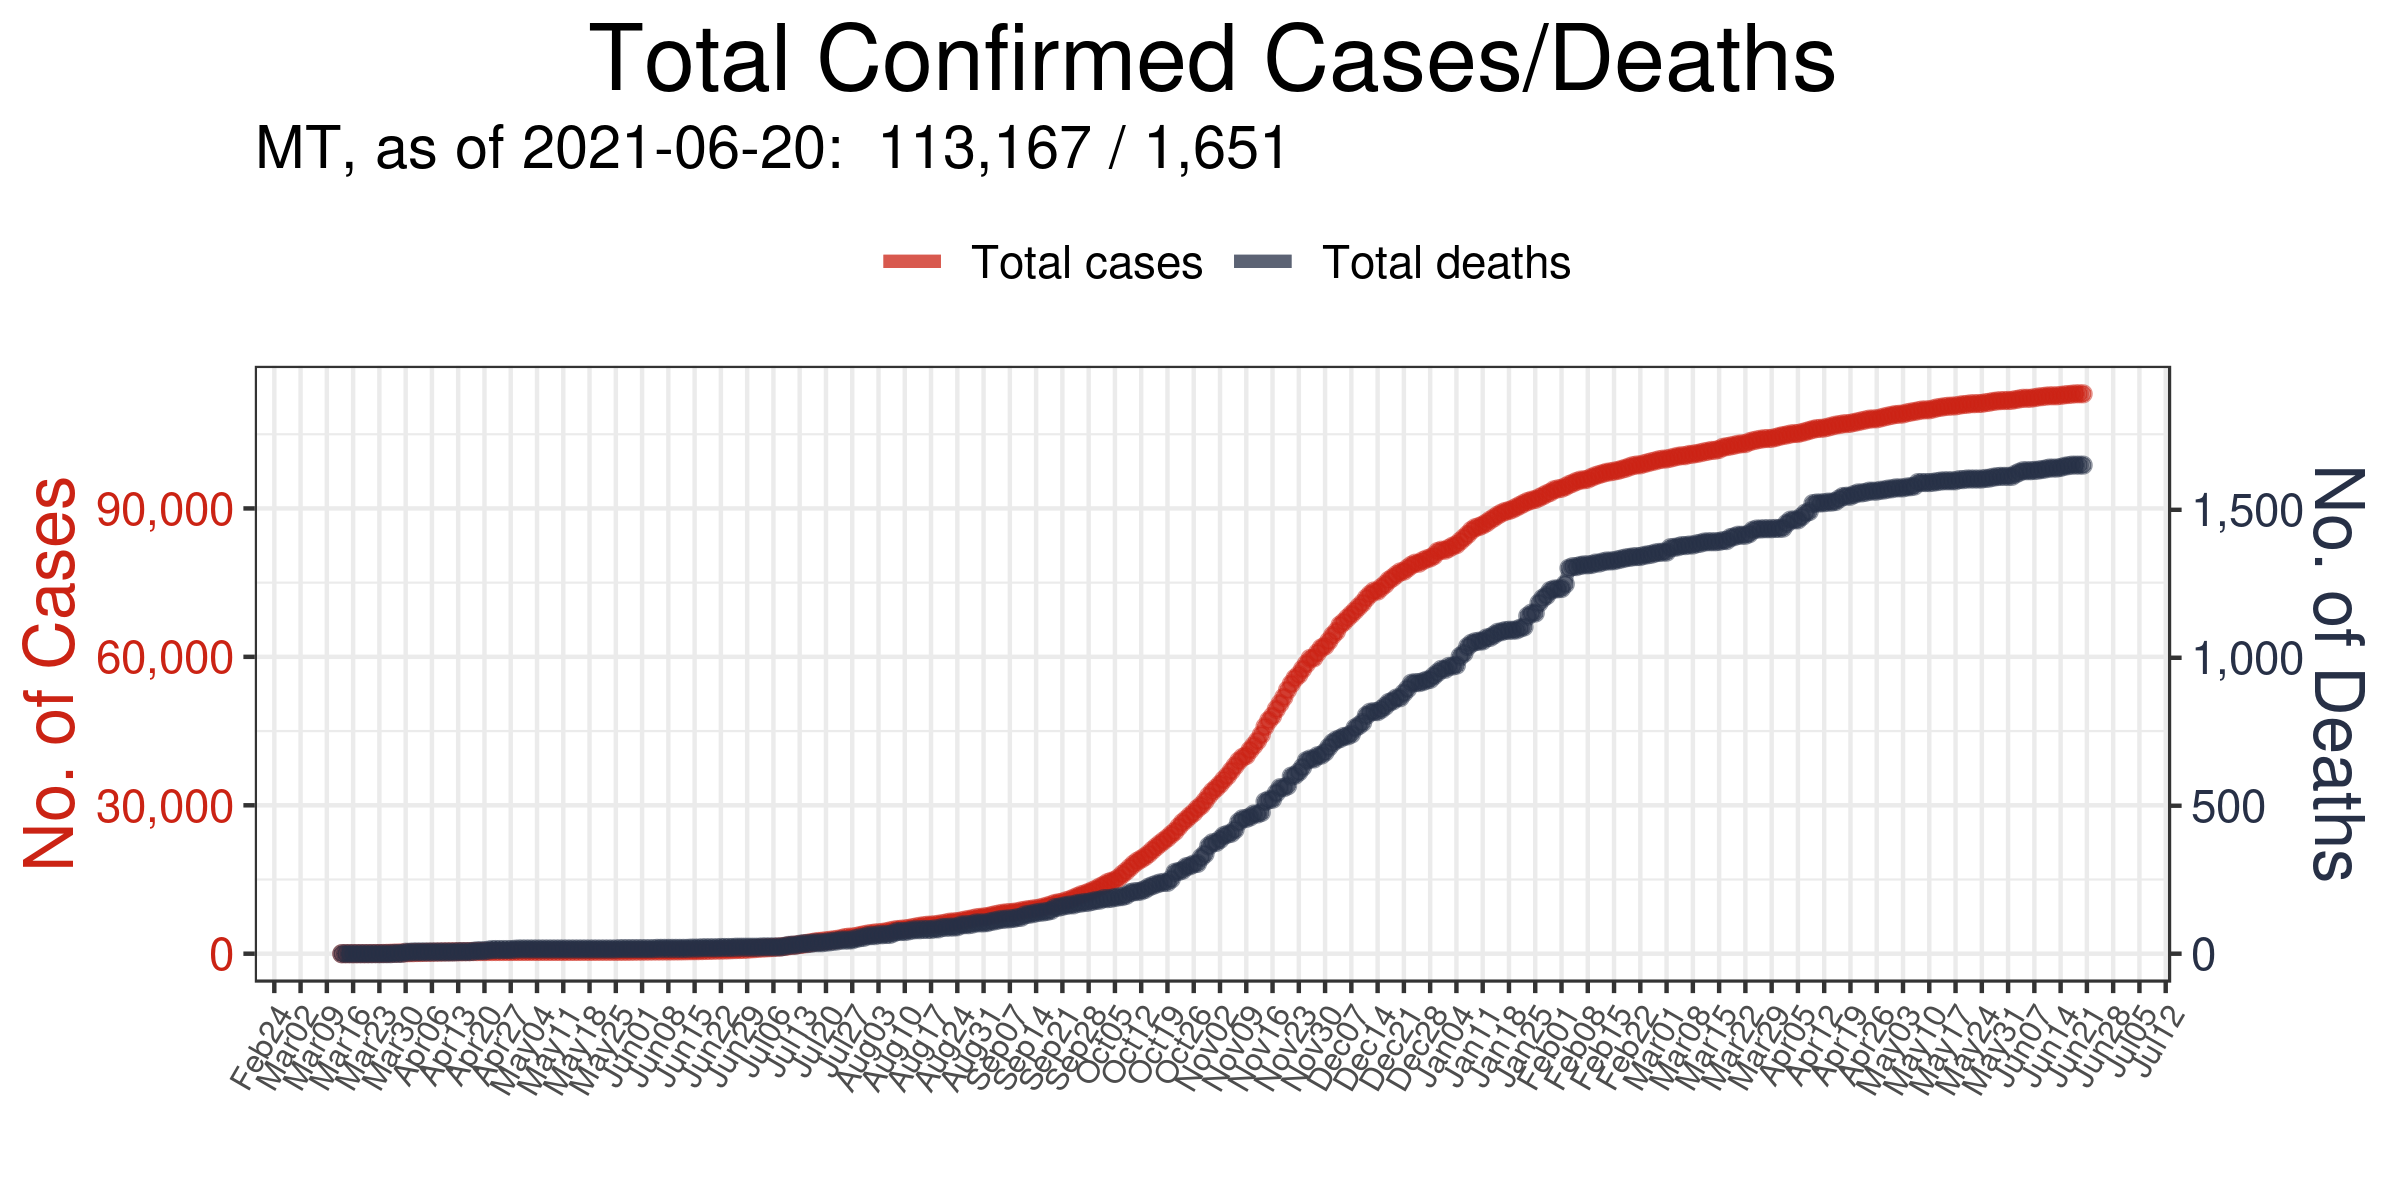 Total Confirmed Cases/Deaths
MT, as of 2021-06-20: 113,167 / 1,651
Total cases
Total deaths
No. of Cases
90,000
60,000
30,000
0
1,500
1,000
500
0
No. of Deaths
Feb24
Mar02
Mar09
Mar16
Mar23
Mar30
Apr06
Apr13
Apr20
Apr27
May04
May11
May18
May25
Jun01
Jun08
Jun15
Jun22
Jun29
Jul06
Jul13
Jul20
Jul27
Aug03
Aug10
Aug17
Aug24
Aug31
Sep07
Sep14
Sep21
Sep28
Oct05
Oct12
Oct19
Oct26
Nov02
Nov09
Nov16
Nov23
Nov30
Dec07
Dec14
Dec21
Dec28
Jan04
Jan11
Jan18
Jan25
Feb01
Feb08
Feb15
Feb22
Mar01
Mar08
Mar15
Mar22
Mar29
Apr05
Apr12
Apr19
Apr26
May03
May10
May17
May24
May31
Jun07
Jun14
Jun21
Jun28
Jul05
Jul12